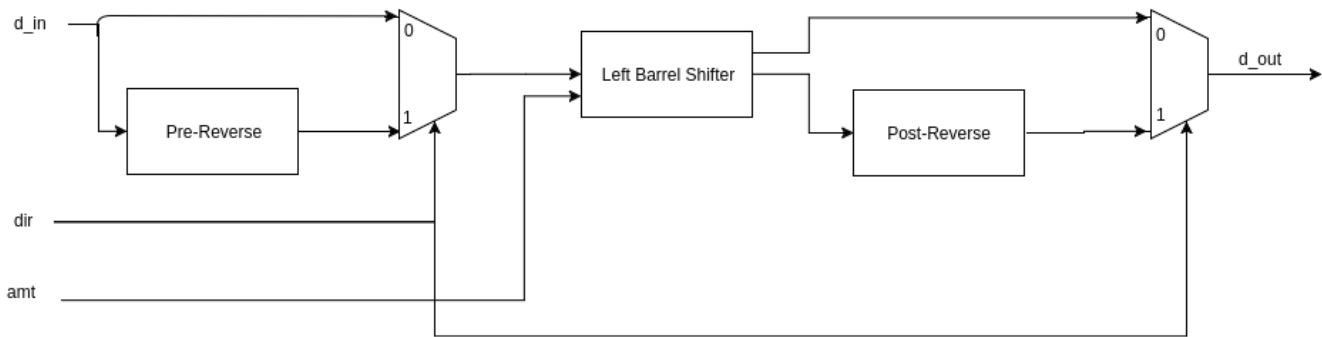 d_in
0
Pre-Reverse
1
dir
amt
Left Barrel Shifter
Post-Reverse
0
1
d_out